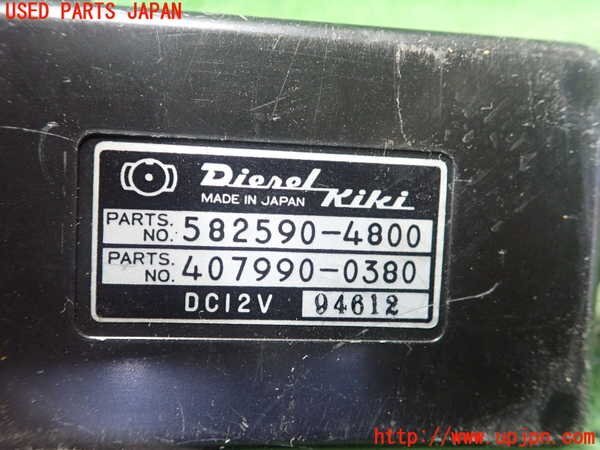 USED PARTS JAPAN
Diesel Kiki
MADE IN JAPAN
PARTS. NO. 582590-4800
PARTS. NO. 407990-0380
DC12V 94612
http://www.upjpn.com/